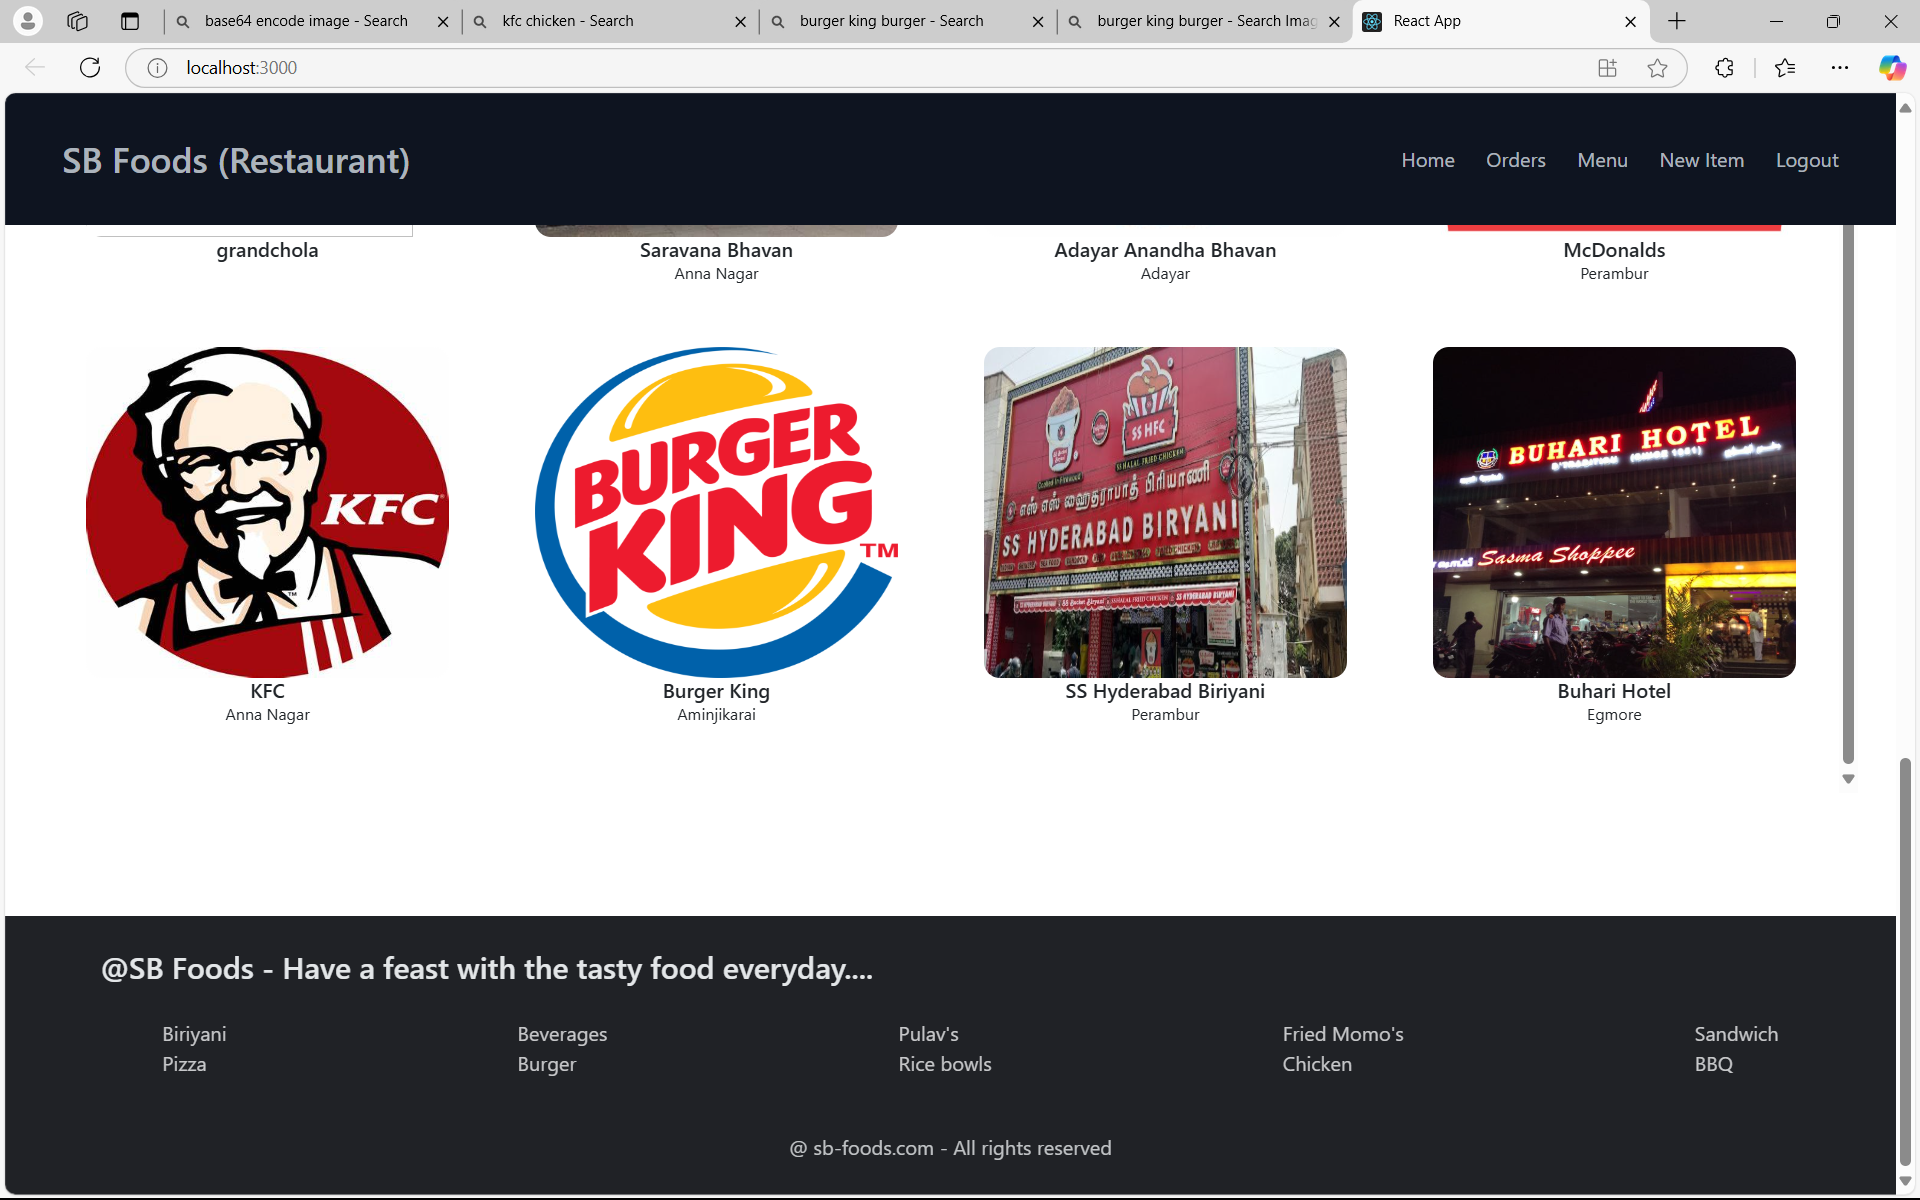 base64 encode image - Search
kfc chicken - Search
burger king burger - Search
burger king burger - Search Imag
React App
localhost:3000
SB Foods (Restaurant)
Home
Orders
Menu
New Item
Logout
grandchola
Saravana Bhavan
Anna Nagar
Adayar Anandha Bhavan
Adayar
McDonalds
Perambur
KFC
BURGER
KING
TM
SS HFC
SS HALAL FRIED CHICKEN
எஸ் எஸ் ஹைதராபாத் பிரியாணி
SS HYDERABAD BIRYANI
BUHARI HOTEL
Sasma Shoppee
KFC
Anna Nagar
Burger King
Aminjikarai
SS Hyderabad Biriyani
Perambur
Buhari Hotel
Egmore
@SB Foods - Have a feast with the tasty food everyday....
Biriyani
Beverages
Pulav's
Fried Momo's
Sandwich
Pizza
Burger
Rice bowls
Chicken
BBQ
@ sb-foods.com - All rights reserved